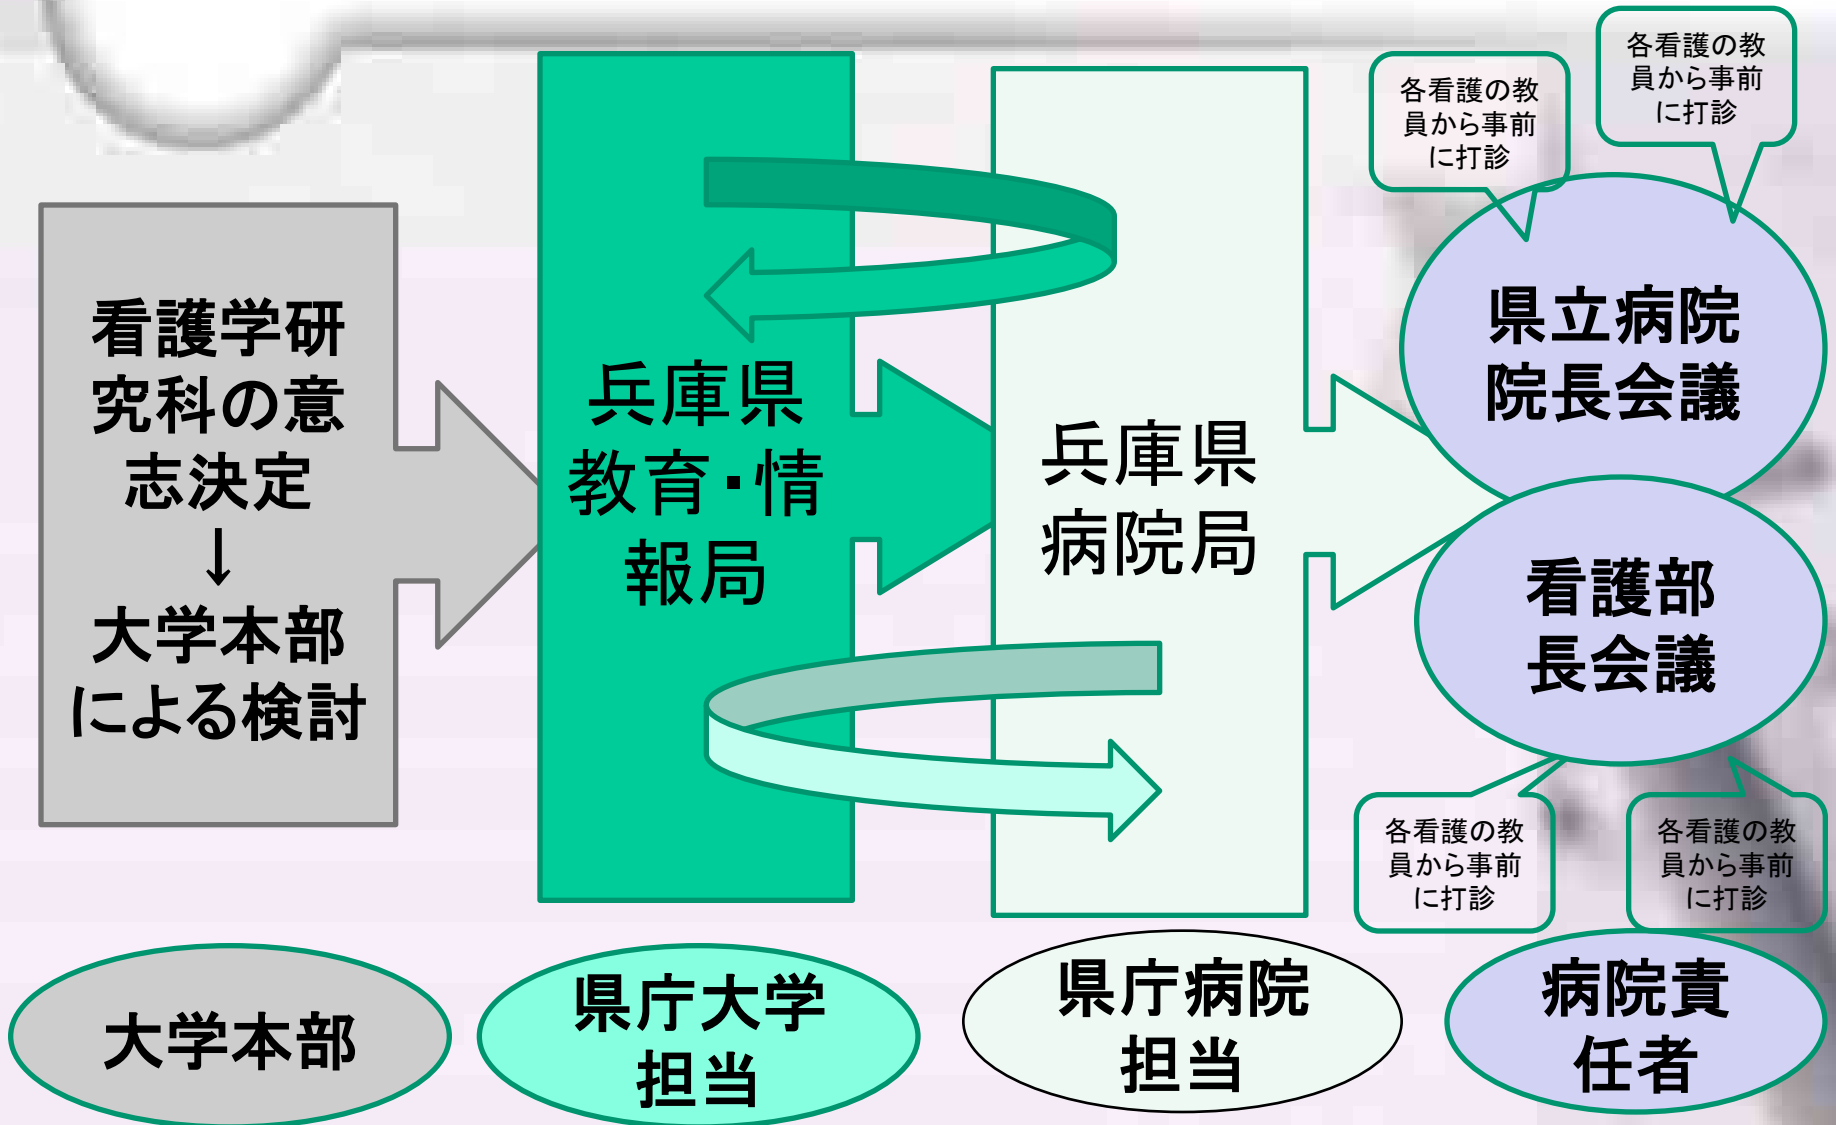 看護学研
究科の意
志決定
↓
大学本部
による検討
兵庫県
教育・情
報局
兵庫県
病院局
各看護の教
員から事前
に打診
各看護の教
員から事前
に打診
県立病院
院長会議
看護部
長会議
各看護の教
員から事前
に打診
各看護の教
員から事前
に打診
大学本部
県庁大学
担当
県庁病院
担当
病院責
任者